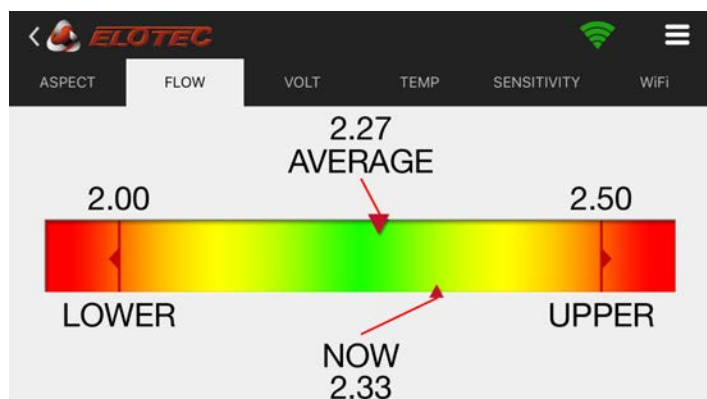 ELOTEC
ASPECT FLOW VOLT TEMP SENSITIVITY WiFi
2.27
AVERAGE
2.00 2.50
LOWER UPPER
NOW
2.33